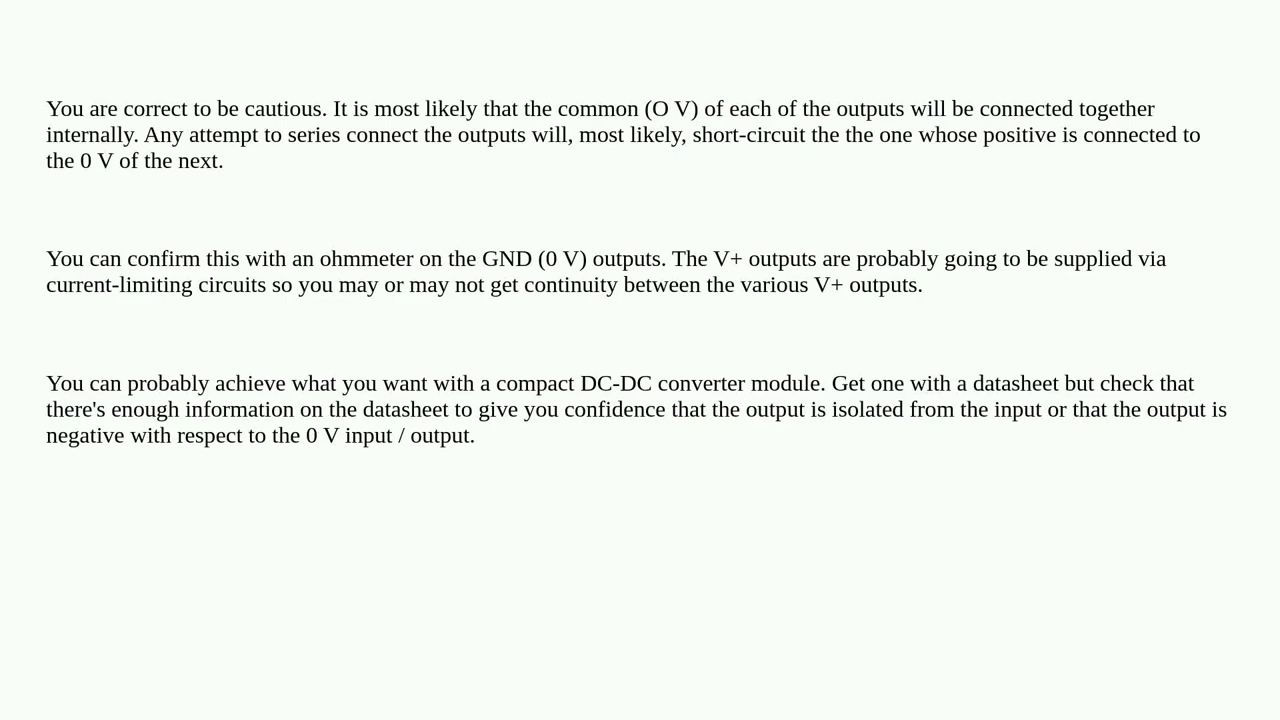 You are correct to be cautious. It is most likely that the common (O V) of each of the outputs will be connected together
internally. Any attempt to series connect the outputs will, most likely, short-circuit the the one whose positive is connected to
the 0 V of the next.
You can confirm this with an ohmmeter on the GND (0 V) outputs. The V+ outputs are probably going to be supplied via
current-limiting circuits so you may or may not get continuity between the various V+ outputs.
You can probably achieve what you want with a compact DC-DC converter module. Get one with a datasheet but check that
there's enough information on the datasheet to give you confidence that the output is isolated from the input or that the output is
negative with respect to the 0 V input / output.